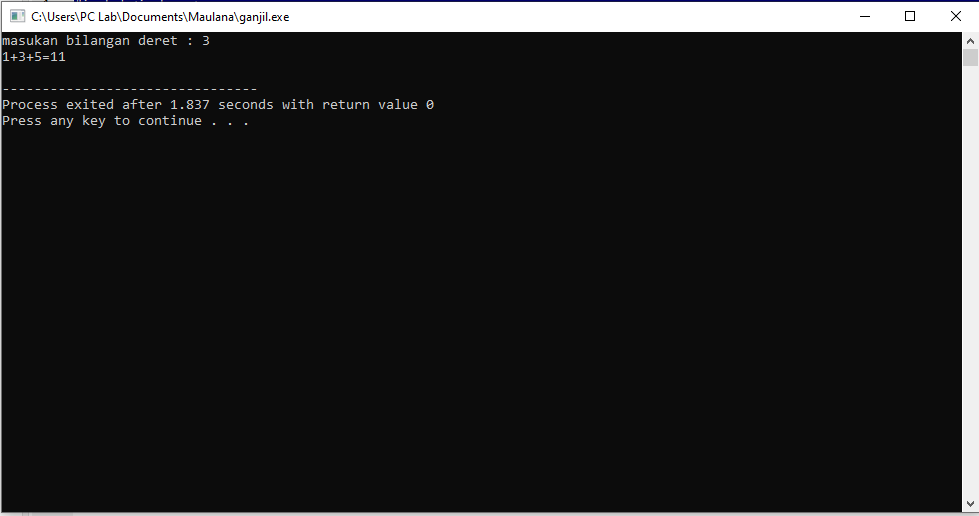 C:\Users\PC Lab\Documents\Maulana\ganjil.exe
masukan bilangan deret : 3
1+3+5=11
--------------------------------
Process exited after 1.837 seconds with return value 0
Press any key to continue . . .